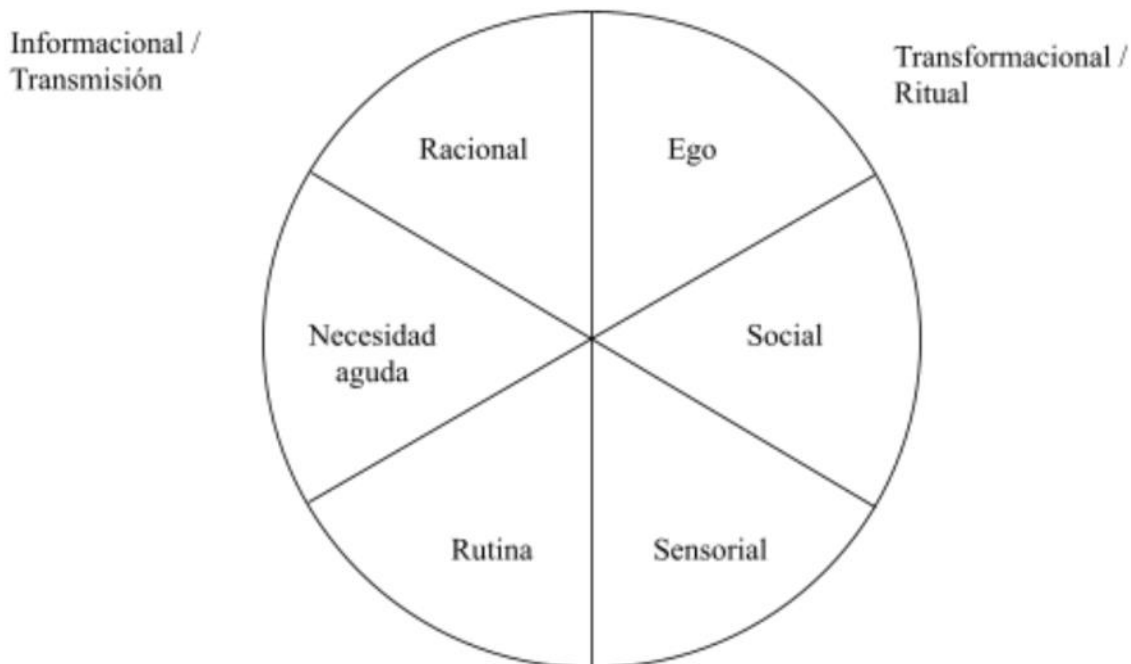 Informacional /
Transmisión
Transformacional /
Ritual
Racional
Ego
Necesidad
aguda
Social
Rutina
Sensorial